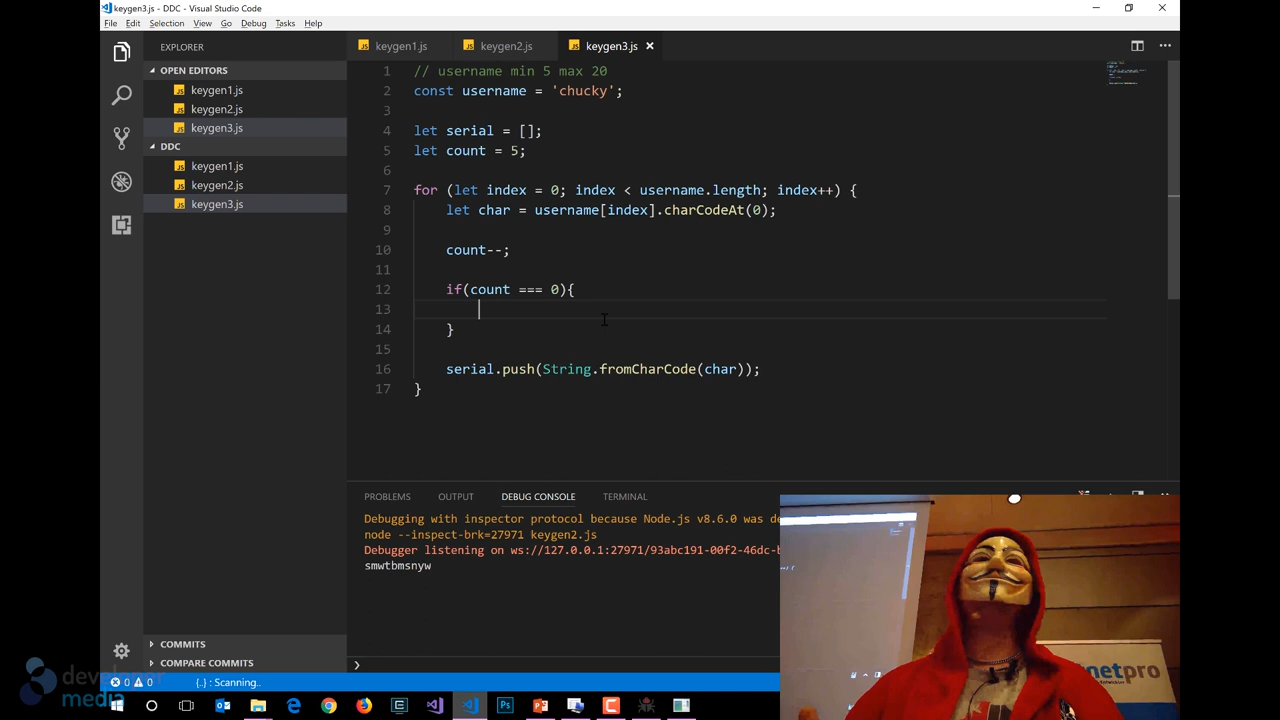 keygen3.js - DDC - Visual Studio Code
File Edit Selection View Go Debug Tasks Help
EXPLORER
OPEN EDITORS
keygen1.js
keygen2.js
keygen3.js
DDC
keygen1.js
keygen2.js
keygen3.js
COMMITS
COMPARE COMMITS
keygen1.js keygen2.js keygen3.js
1 // username min 5 max 20
2 const username = 'chucky';
3
4 let serial = [];
5 let count = 5;
6
7 for (let index = 0; index < username.length; index++) {
8 let char = username[index].charCodeAt(0);
9
10 count--;
11
12 if(count === 0){
13
14 }
15
16 serial.push(String.fromCharCode(char));
17 }
PROBLEMS OUTPUT DEBUG CONSOLE TERMINAL
Debugging with inspector protocol because Node.js v8.6.0 was de
node --inspect-brk=27971 keygen2.js
Debugger listening on ws://127.0.0.1:27971/93abc191-00f2-46dc-b
smwtbmsnyw
0 0 {..} : Scanning..
developer
media
netpro